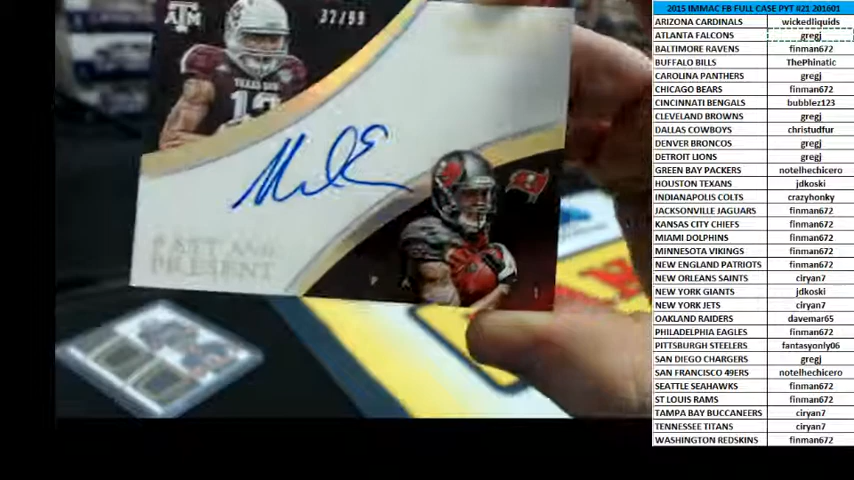 2015 IMMAC FB FULL CASE PYT #21 201601
ARIZONA CARDINALS wickedliquids
ATLANTA FALCONS gregj
BALTIMORE RAVENS finman672
BUFFALO BILLS ThePhinatic
CAROLINA PANTHERS gregj
CHICAGO BEARS finman672
CINCINNATI BENGALS bubblez123
CLEVELAND BROWNS gregj
DALLAS COWBOYS christudfur
DENVER BRONCOS gregj
DETROIT LIONS gregj
GREEN BAY PACKERS notelhechicero
HOUSTON TEXANS jdkoski
INDIANAPOLIS COLTS crazyhonky
JACKSONVILLE JAGUARS finman672
KANSAS CITY CHIEFS finman672
MIAMI DOLPHINS finman672
MINNESOTA VIKINGS finman672
NEW ENGLAND PATRIOTS finman672
NEW ORLEANS SAINTS ciryan7
NEW YORK GIANTS jdkoski
NEW YORK JETS ciryan7
OAKLAND RAIDERS davemar65
PHILADELPHIA EAGLES finman672
PITTSBURGH STEELERS fantasyonly06
SAN DIEGO CHARGERS gregj
SAN FRANCISCO 49ERS notelhechicero
SEATTLE SEAHAWKS finman672
ST LOUIS RAMS finman672
TAMPA BAY BUCCANEERS ciryan7
TENNESSEE TITANS ciryan7
WASHINGTON REDSKINS finman672
A&M
/99
13
PAST AND
PRESENT